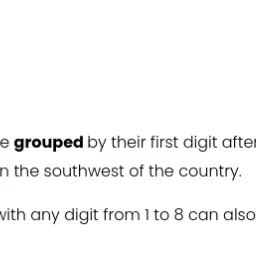 e grouped by their first digit after
n the southwest of the country.
with any digit from 1 to 8 can also